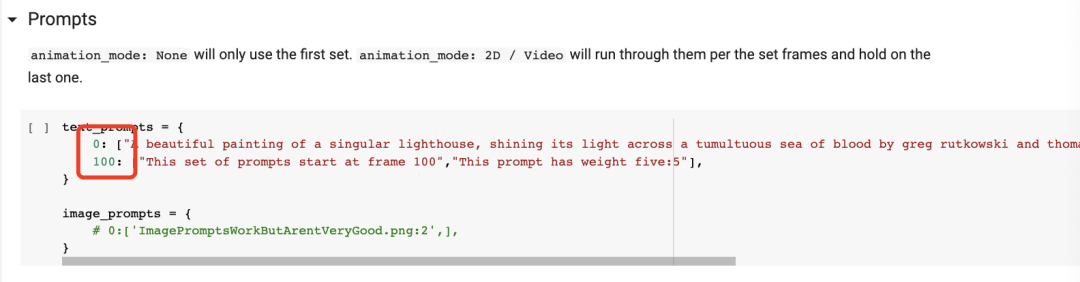 Prompts
animation_mode: None will only use the first set. animation_mode: 2D / Video will run through them per the set frames and hold on the
last one.
[ ] text_prompts = {
0: ["A beautiful painting of a singular lighthouse, shining its light across a tumultuous sea of blood by greg rutkowski and thoma
100: ["This set of prompts start at frame 100","This prompt has weight five:5"],
}
image_prompts = {
# 0:['ImagePromptsWorkButArentVeryGood.png:2',],
}